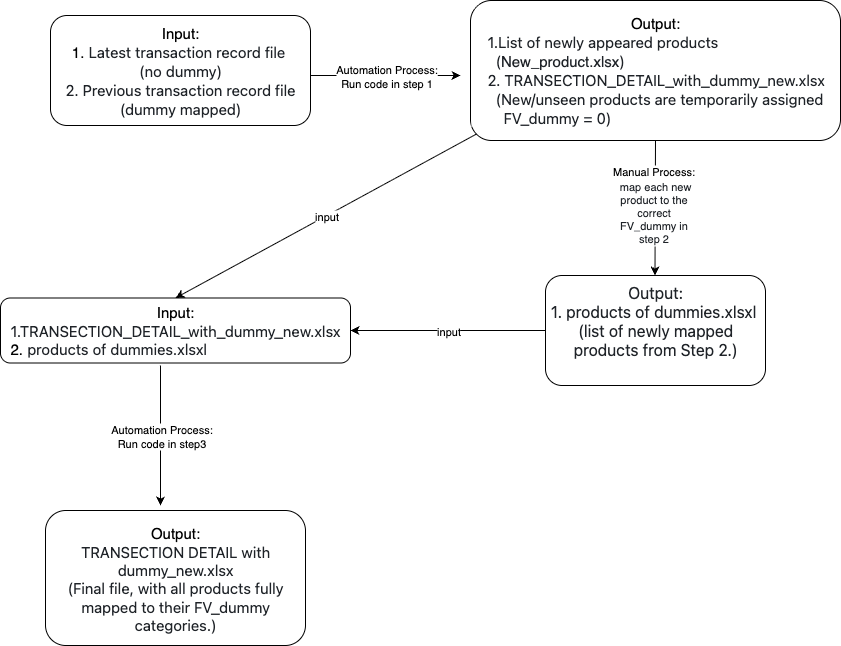 Input:
1. Latest transaction record file
(no dummy)
2. Previous transaction record file
(dummy mapped)
Automation Process:
Run code in step 1
Output:
1.List of newly appeared products
(New_product.xlsx)
2. TRANSECTION_DETAIL_with_dummy_new.xlsx
(New/unseen products are temporarily assigned
FV_dummy = 0)
Manual Process:
map each new
product to the
correct
FV_dummy in
step 2
input
Output:
1. products of dummies.xlsxl
(list of newly mapped
products from Step 2.)
input
Input:
1.TRANSECTION_DETAIL_with_dummy_new.xlsx
2. products of dummies.xlsxl
Automation Process:
Run code in step3
Output:
TRANSECTION DETAIL with
dummy_new.xlsx
(Final file, with all products fully
mapped to their FV_dummy
categories.)